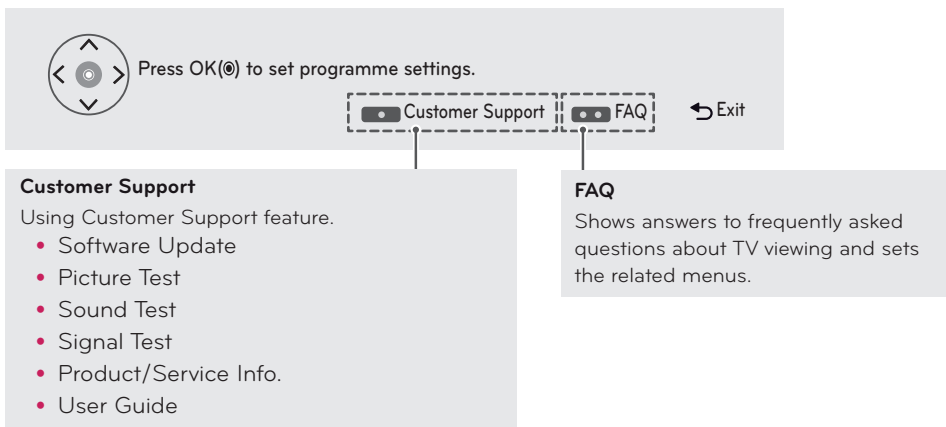 Press OK(◉) to set programme settings.
Customer Support FAQ Exit
Customer Support
Using Customer Support feature.
• Software Update
• Picture Test
• Sound Test
• Signal Test
• Product/Service Info.
• User Guide
FAQ
Shows answers to frequently asked
questions about TV viewing and sets
the related menus.